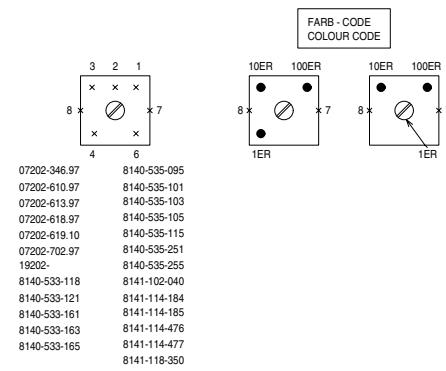 FARB - CODE
COLOUR CODE
3 2 1
8 7
4 6
10ER 100ER
8 7
1ER
10ER 100ER
8
1ER
07202-346.97 8140-535-095
07202-610.97 8140-535-101
07202-613.97 8140-535-103
07202-618.97 8140-535-105
07202-619.10 8140-535-115
07202-702.97 8140-535-251
19202- 8140-535-255
8140-533-118 8141-102-040
8140-533-121 8141-114-184
8140-533-161 8141-114-185
8140-533-163 8141-114-476
8140-533-165 8141-114-477
8141-118-350